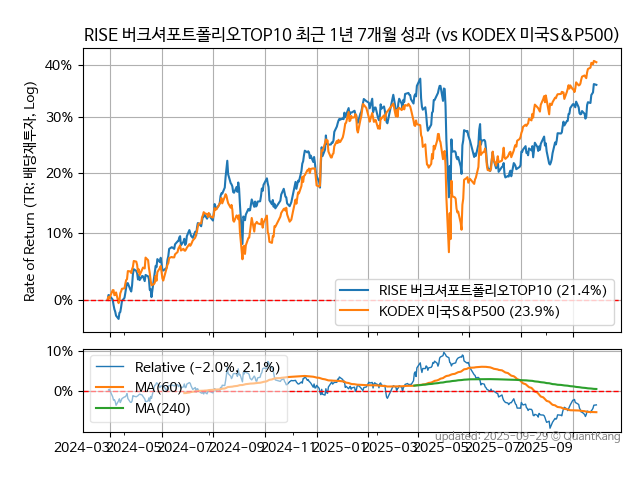 RISE 버크셔포트폴리오TOP10 최근 1년 7개월 성과 (vs KODEX 미국S&P500)
Rate of Return (TR: 배당재투자, Log)
40%
30%
20%
10%
0%
RISE 버크셔포트폴리오TOP10 (21.4%)
KODEX 미국S&P500 (23.9%)
10%
0%
Relative (−2.0%, 2.1%)
MA(60)
MA(240)
2024-03 2024-05 2024-07 2024-09 2024-11 2025-01 2025-03 2025-05 2025-07 2025-09
updated: 2025-09-29 © QuantKang